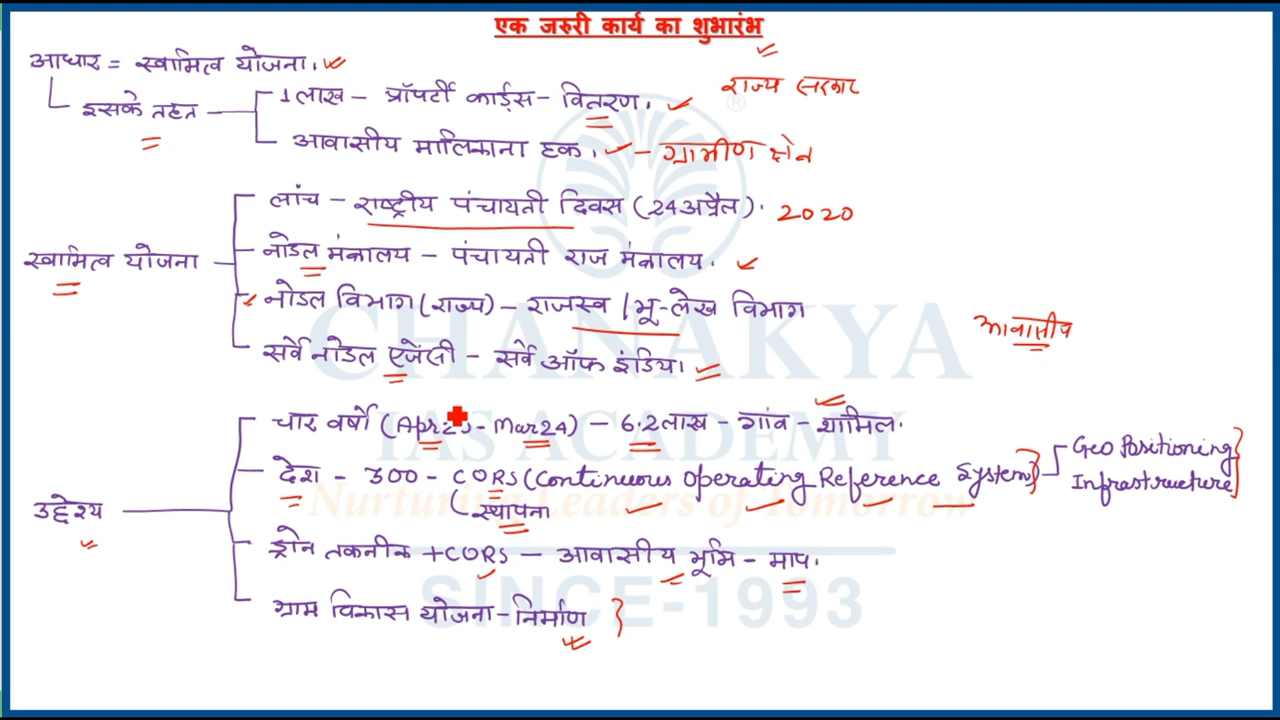 एक जरुरी कार्य का शुभारंभ
आधार = स्वामित्व योजना.
इसके तहत
1 लाख - प्रॉपर्टी कार्ड्स - वितरण.
राज्य सरकार
आवासीय मालिकाना हक. - ग्रामीण क्षेत्र
स्वामित्व योजना
लांच - राष्ट्रीय पंचायती दिवस (24 अप्रैल). 2020
नोडल मंत्रालय - पंचायती राज मंत्रालय.
नोडल विभाग (राज्य) - राजस्व / भू-लेख विभाग
आवासीय
सर्वे नोडल एजेंसी - सर्वे ऑफ इंडिया.
उद्देश्य
चार वर्षो (Apr - Mar 24) - 6.2 लाख - गांव - शामिल.
देश - 300 - CORS (Continuous Operating Reference System)
स्थापना
Geo Positioning
Infrastructure
ड्रोन तकनीक + CORS - आवासीय भूमि - माप.
ग्राम विकास योजना - निर्माण
CHANAKYA
IAS ACADEMY
Nurturing Leaders of Tomorrow
SINCE-1993